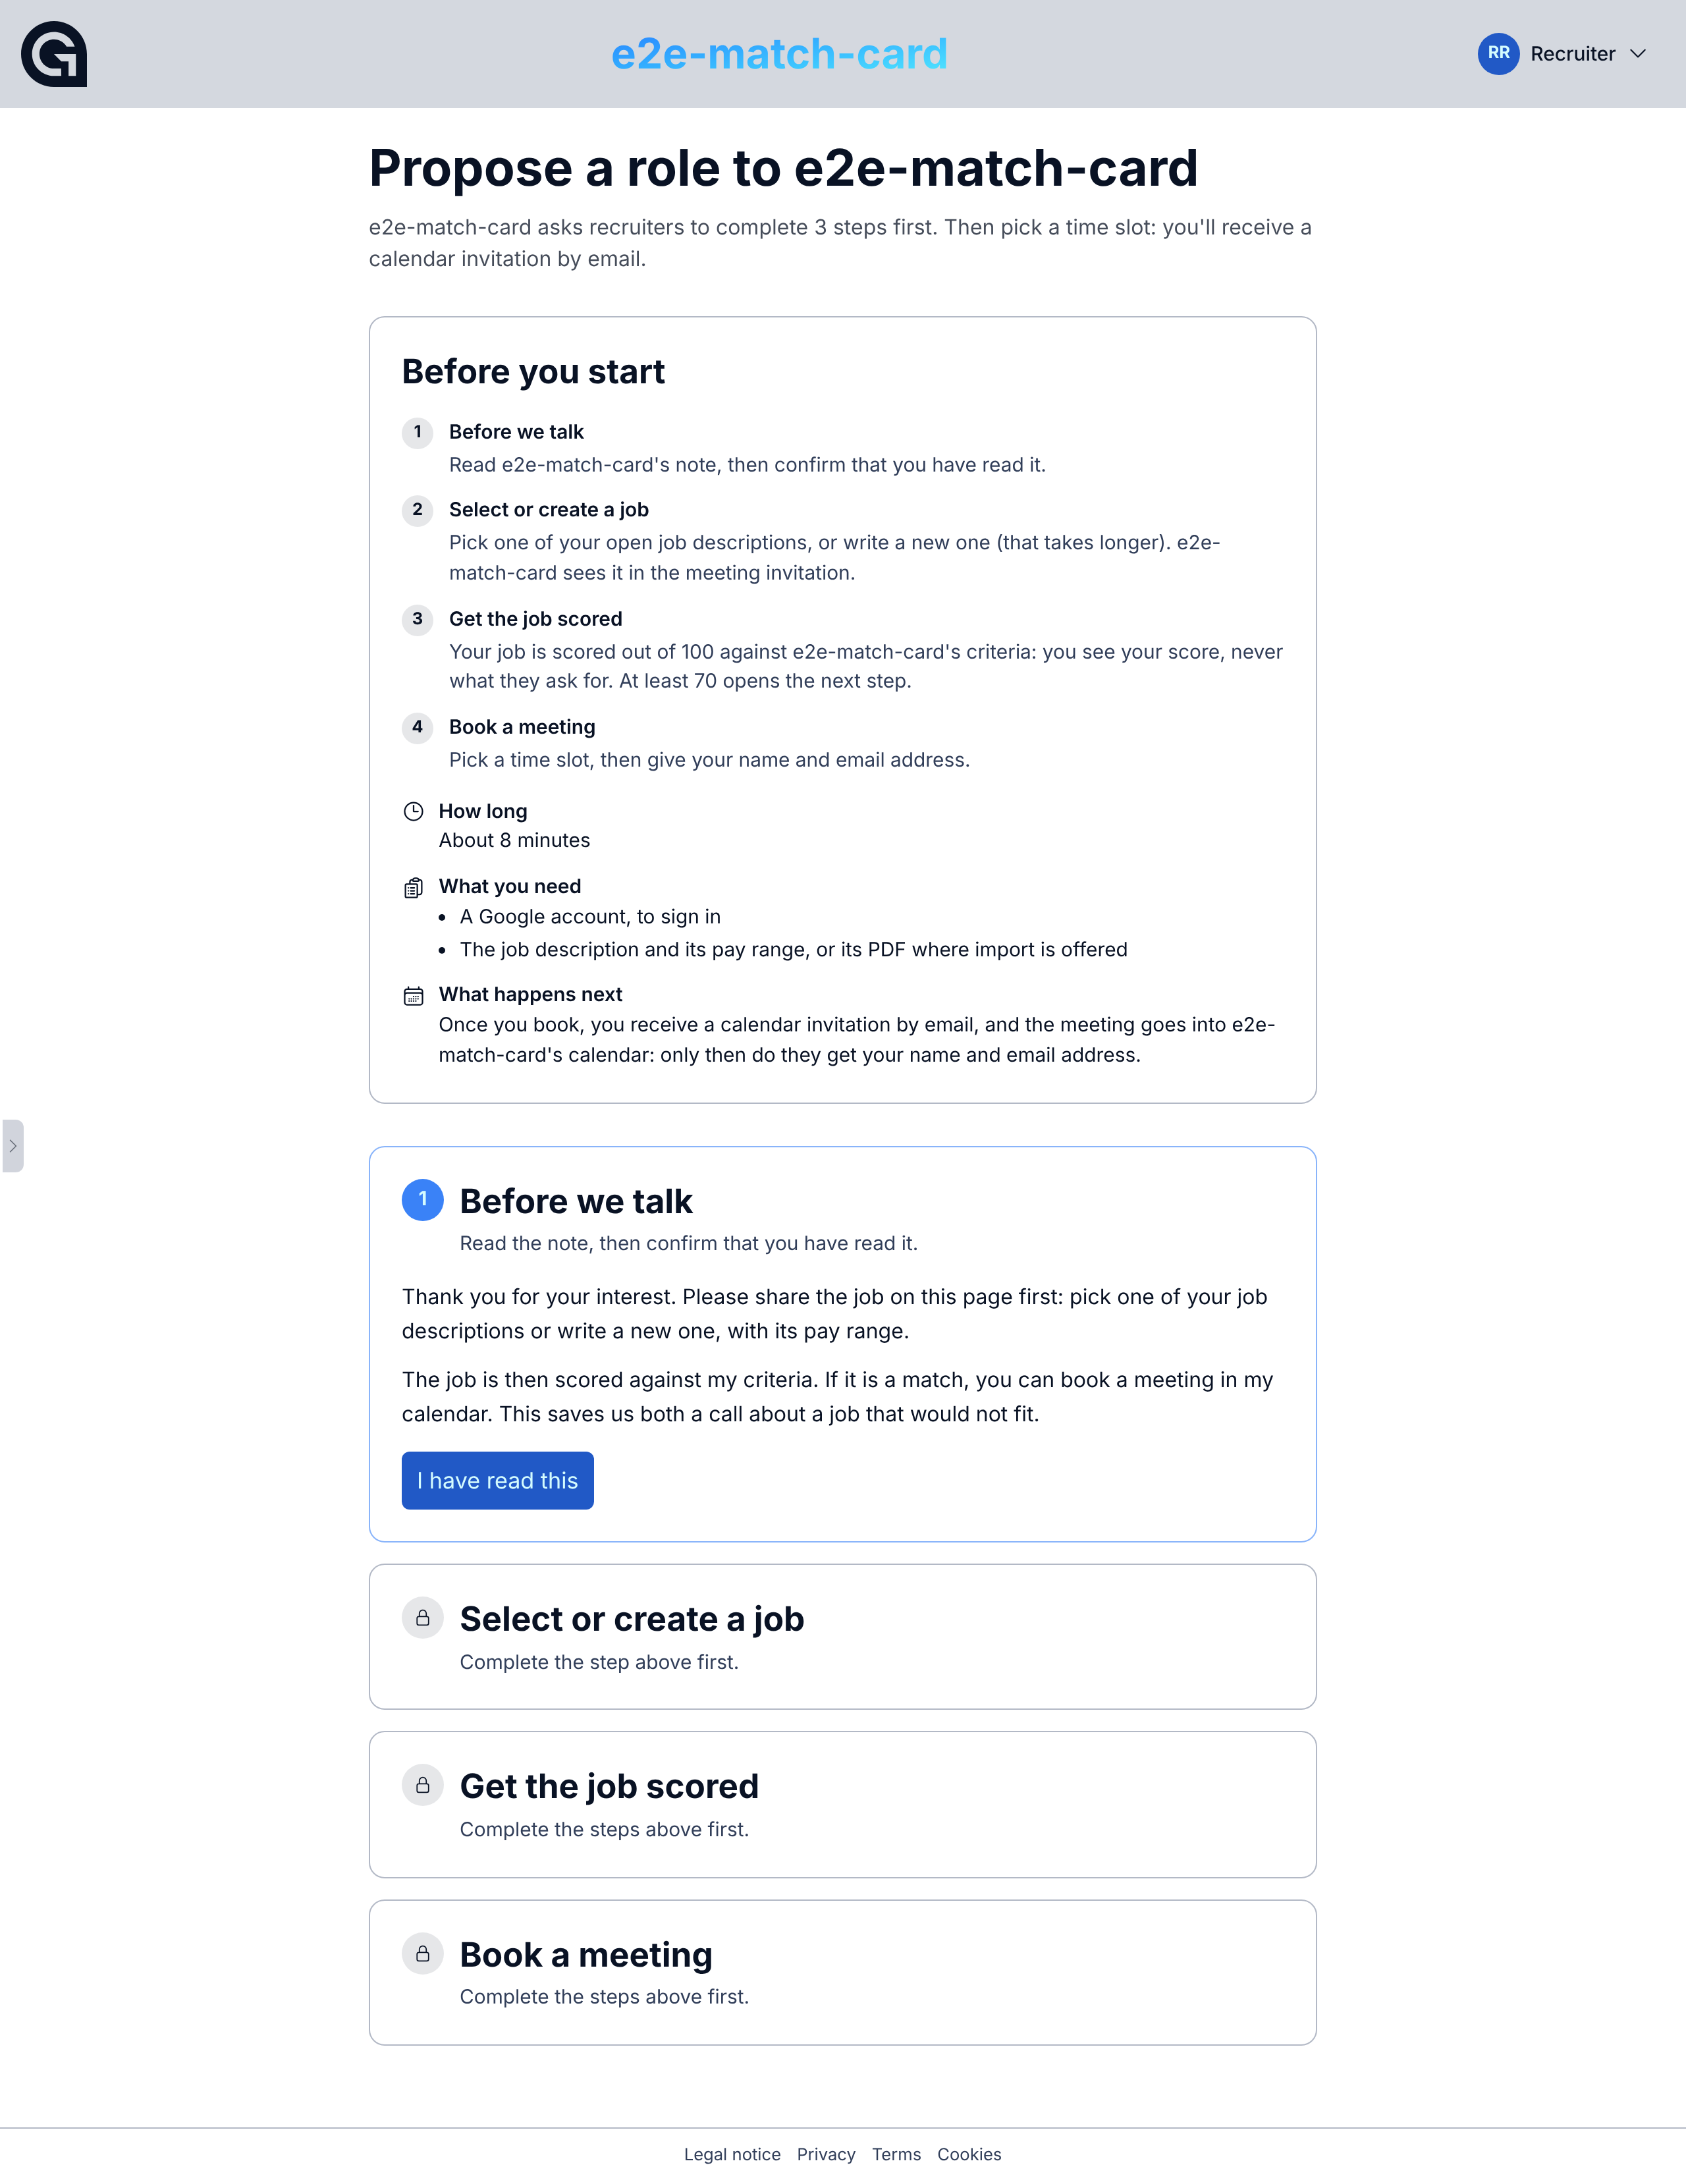 e2e-match-card
RR Recruiter
Propose a role to e2e-match-card
e2e-match-card asks recruiters to complete 3 steps first. Then pick a time slot: you'll receive a
calendar invitation by email.
Before you start
1 Before we talk
Read e2e-match-card's note, then confirm that you have read it.
2 Select or create a job
Pick one of your open job descriptions, or write a new one (that takes longer). e2e-
match-card sees it in the meeting invitation.
3 Get the job scored
Your job is scored out of 100 against e2e-match-card's criteria: you see your score, never
what they ask for. At least 70 opens the next step.
4 Book a meeting
Pick a time slot, then give your name and email address.
How long
About 8 minutes
What you need
• A Google account, to sign in
• The job description and its pay range, or its PDF where import is offered
What happens next
Once you book, you receive a calendar invitation by email, and the meeting goes into e2e-
match-card's calendar: only then do they get your name and email address.
1 Before we talk
Read the note, then confirm that you have read it.
Thank you for your interest. Please share the job on this page first: pick one of your job
descriptions or write a new one, with its pay range.
The job is then scored against my criteria. If it is a match, you can book a meeting in my
calendar. This saves us both a call about a job that would not fit.
I have read this
Select or create a job
Complete the step above first.
Get the job scored
Complete the steps above first.
Book a meeting
Complete the steps above first.
Legal notice Privacy Terms Cookies